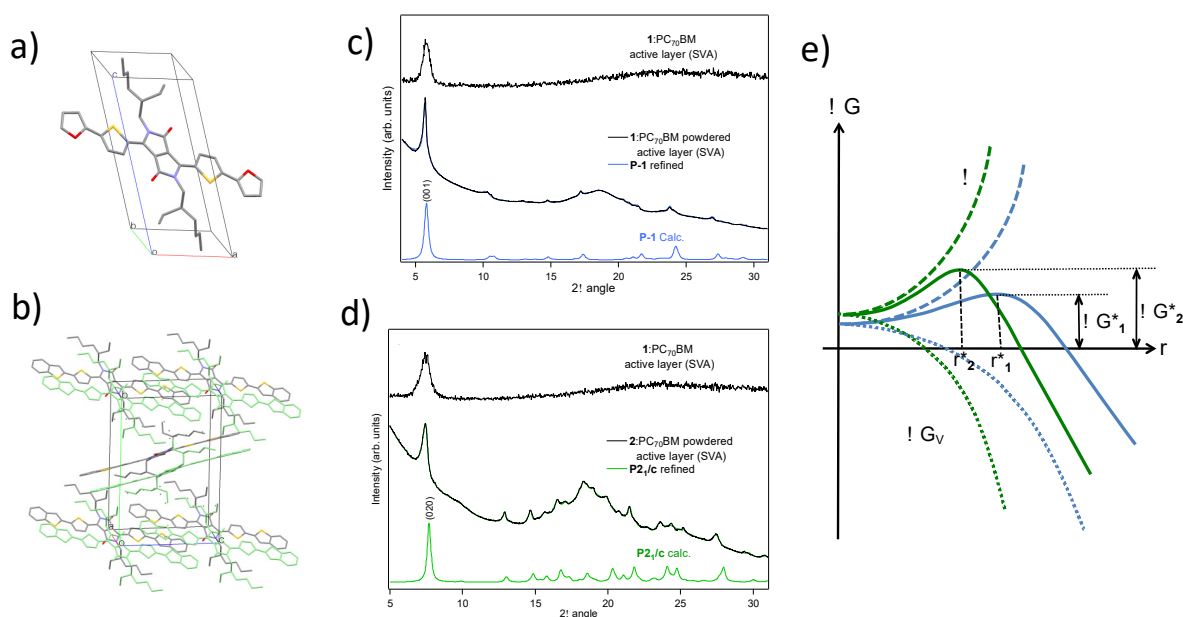 a)
c
b
o
a
b)
c)
Intensity (arb. units)
1:PC70BM
active layer (SVA)
1:PC70BM powdered
active layer (SVA)
P-1 refined
(001)
P-1 Calc.
5 10 15 20 25 30
2! angle
d)
Intensity (arb. units)
1:PC70BM
active layer (SVA)
2:PC70BM powdered
active layer (SVA)
P21/c refined
(020)
P21/c calc.
5 10 15 20 25 30
2! angle
e)
! G
!
! G*1
! G*2
r*2
r*1
r
! GV